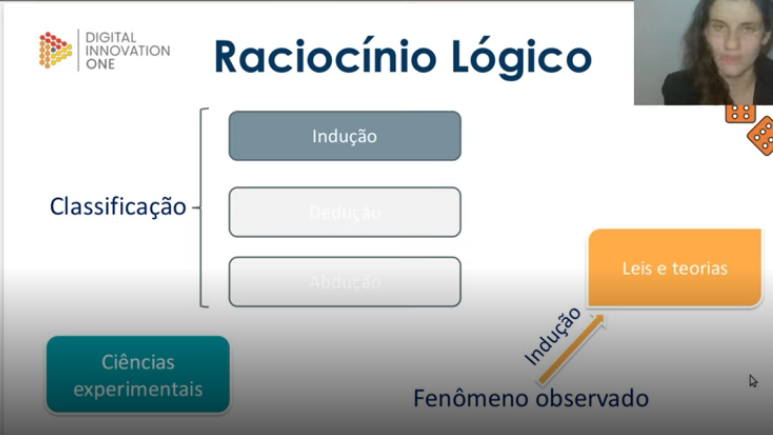 DIGITAL
INNOVATION
ONE
Raciocínio Lógico
Indução
Classificação
Dedução
Abdução
Leis e teorias
Indução
Ciências
experimentais
Fenômeno observado